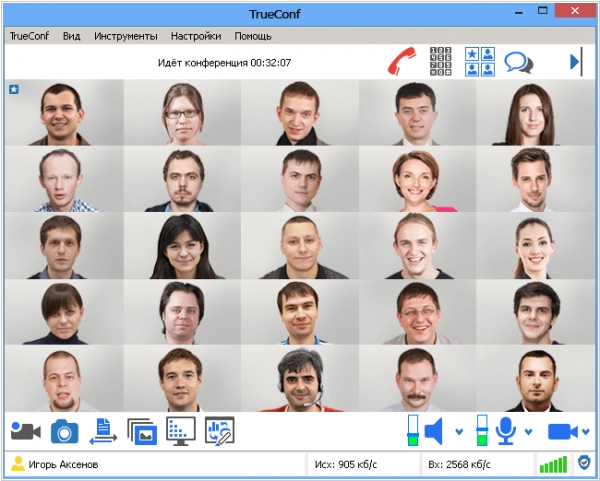 TrueConf
TrueConf Вид Инструменты Настройки Помощь
Идёт конференция 00:32:07
Игорь Аксенов Исх: 905 кб/с Вх: 2568 кб/с